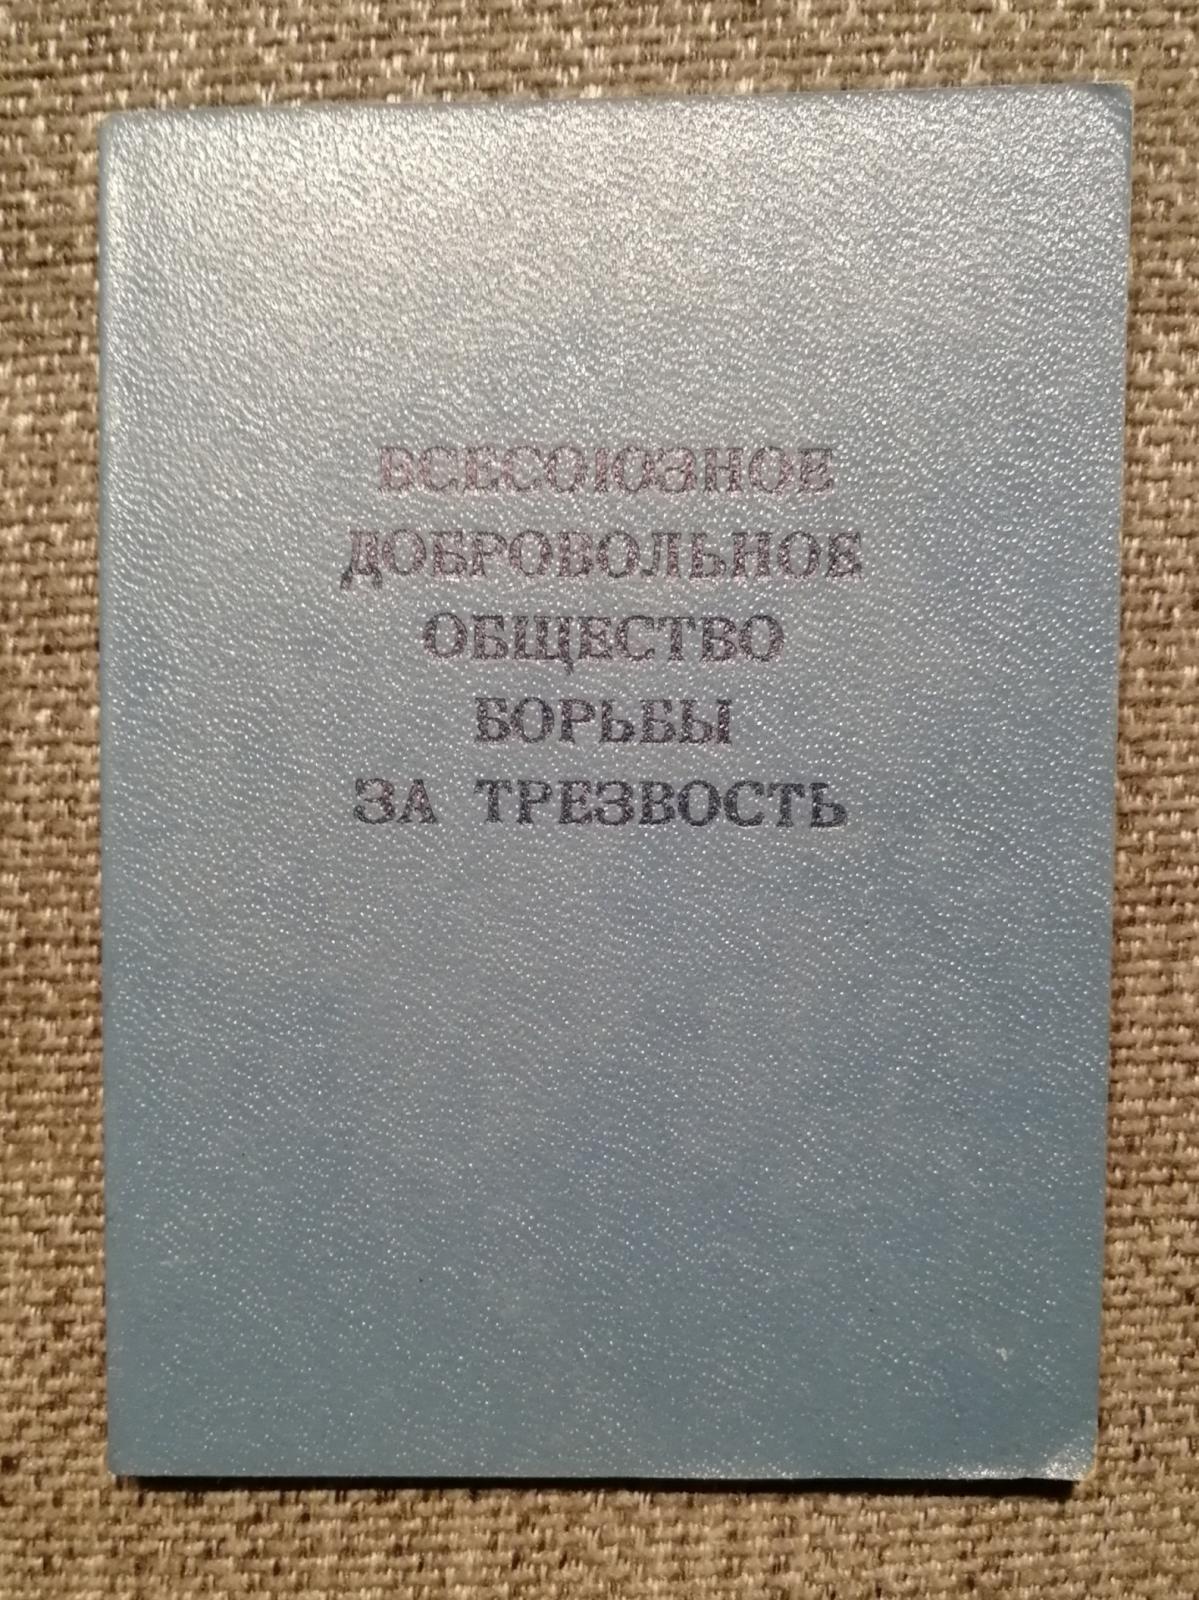 ВСЕСОЮЗНОЕ
ДОБРОВОЛЬНОЕ
ОБЩЕСТВО
БОРЬБЫ
ЗА ТРЕЗВОСТЬ